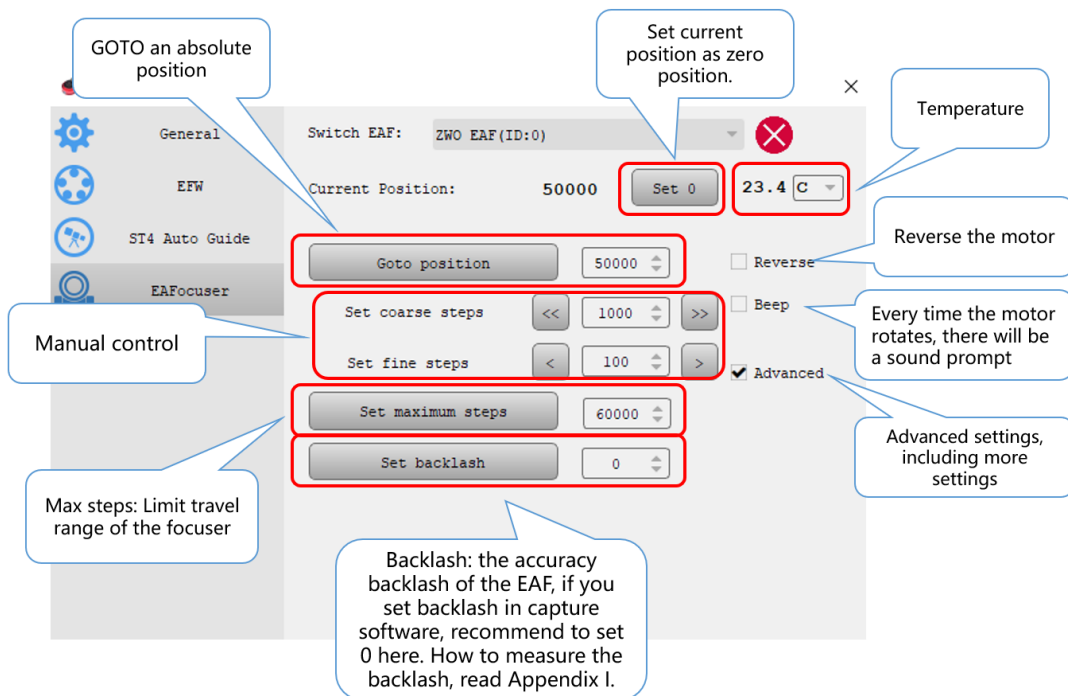 GOTO an absolute
position
Set current
position as zero
position.
Temperature
General
Switch EAF:
ZWO EAF(ID:0)
EFW
Current Position:
50000
Set 0
23.4
C
ST4 Auto Guide
Reverse the motor
Goto position
50000
Reverse
EAFocuser
Set coarse steps
<<
1000
>>
Beep
Every time the motor
rotates, there will be
a sound prompt
Manual control
Set fine steps
<
100
>
Advanced
Set maximum steps
60000
Advanced settings,
including more
settings
Set backlash
0
Max steps: Limit travel
range of the focuser
Backlash: the accuracy
backlash of the EAF, if you
set backlash in capture
software, recommend to set
0 here. How to measure the
backlash, read Appendix I.